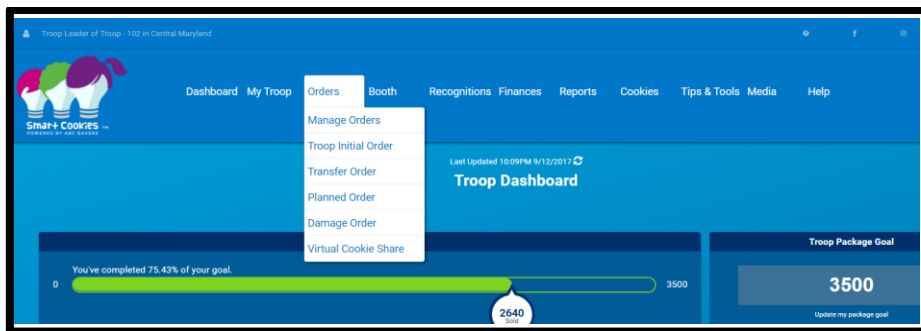 Troop Leader of Troop - 102 in Central Maryland
Smart Cookies TM
POWERED BY ABC BAKERS
Dashboard My Troop Orders Booth Recognitions Finances Reports Cookies Tips & Tools Media Help
Manage Orders
Troop Initial Order
Transfer Order
Planned Order
Damage Order
Virtual Cookie Share
Last Updated 10:09PM 9/12/2017
Troop Dashboard
You've completed 75.43% of your goal.
0 3500
2640
Sold
Troop Package Goal
3500
Update my package goal